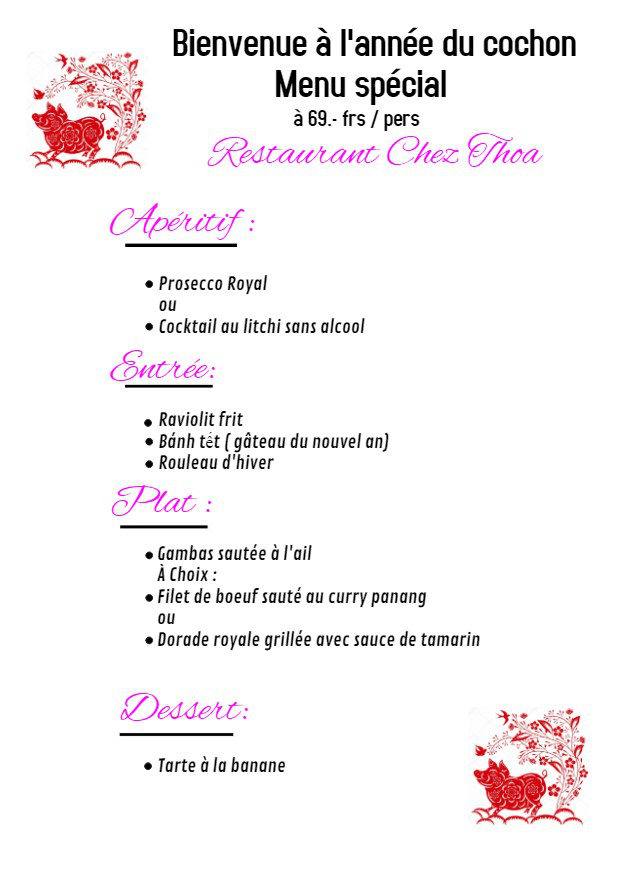 Bienvenue à l'année du cochon
Menu spécial
à 69.- frs / pers
Restaurant Chez Thoa
Apéritif :
• Prosecco Royal
ou
• Cocktail au litchi sans alcool
Entrée:
• Raviolit frit
• Bánh tết ( gâteau du nouvel an)
• Rouleau d'hiver
Plat :
• Gambas sautée à l'ail
À Choix :
• Filet de boeuf sauté au curry panang
ou
• Dorade royale grillée avec sauce de tamarin
Dessert:
• Tarte à la banane